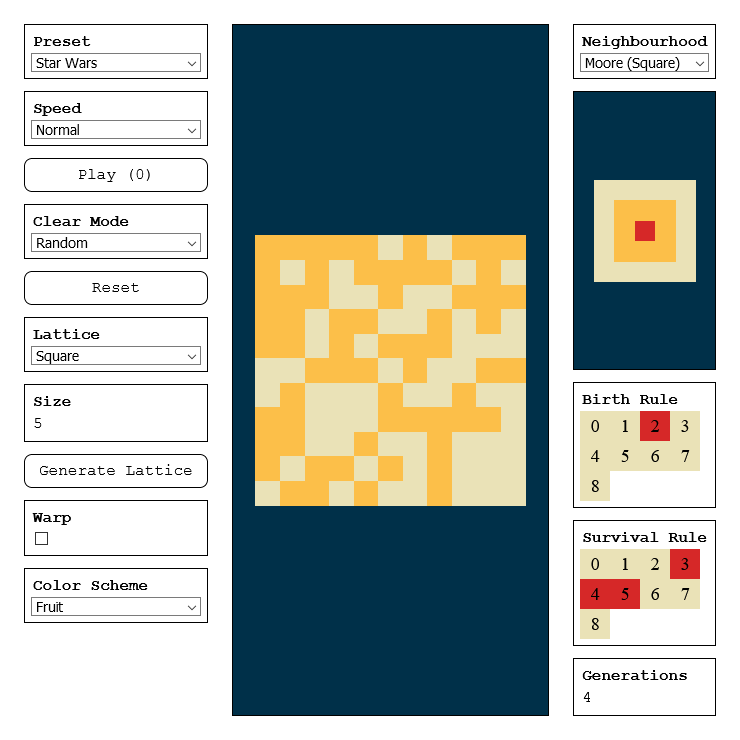 Preset
Star Wars
Speed
Normal
Play (0)
Clear Mode
Random
Reset
Lattice
Square
Size
5
Generate Lattice
Warp
Color Scheme
Fruit
Neighbourhood
Moore (Square)
Birth Rule
0 1 2 3
4 5 6 7
8
Survival Rule
0 1 2 3
4 5 6 7
8
Generations
4